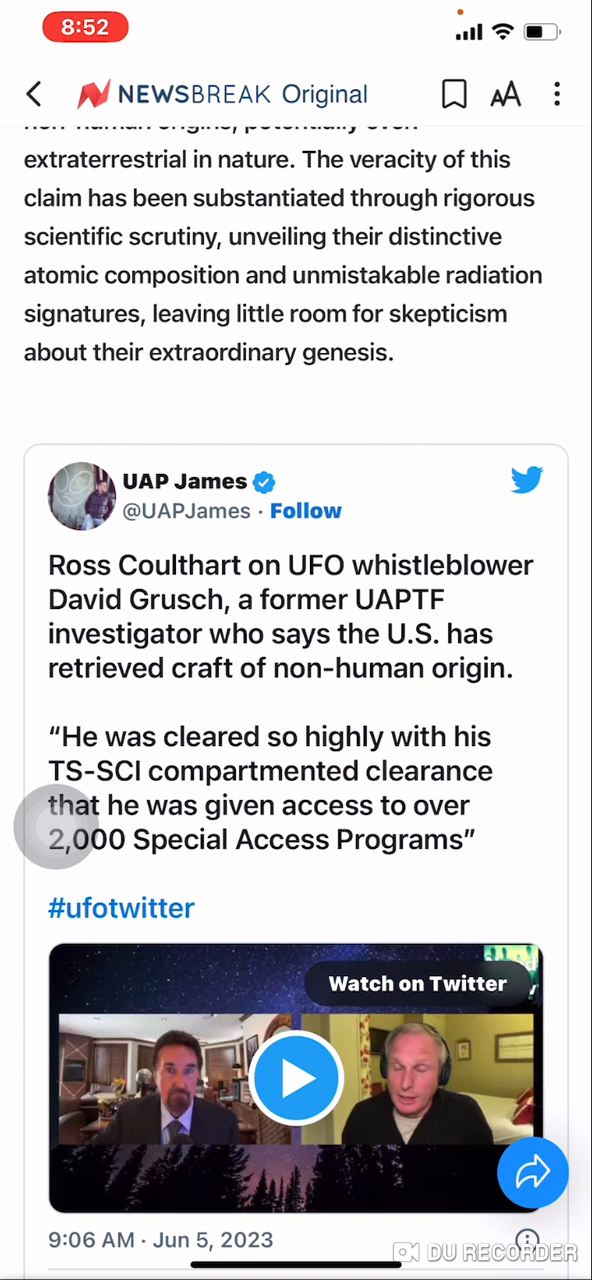 8:52
NEWSBREAK Original
extraterrestrial in nature. The veracity of this
claim has been substantiated through rigorous
scientific scrutiny, unveiling their distinctive
atomic composition and unmistakable radiation
signatures, leaving little room for skepticism
about their extraordinary genesis.
UAP James
@UAPJames · Follow
Ross Coulthart on UFO whistleblower
David Grusch, a former UAPTF
investigator who says the U.S. has
retrieved craft of non-human origin.
“He was cleared so highly with his
TS-SCI compartmented clearance
that he was given access to over
2,000 Special Access Programs”
#ufotwitter
Watch on Twitter
9:06 AM · Jun 5, 2023
DU RECORDER